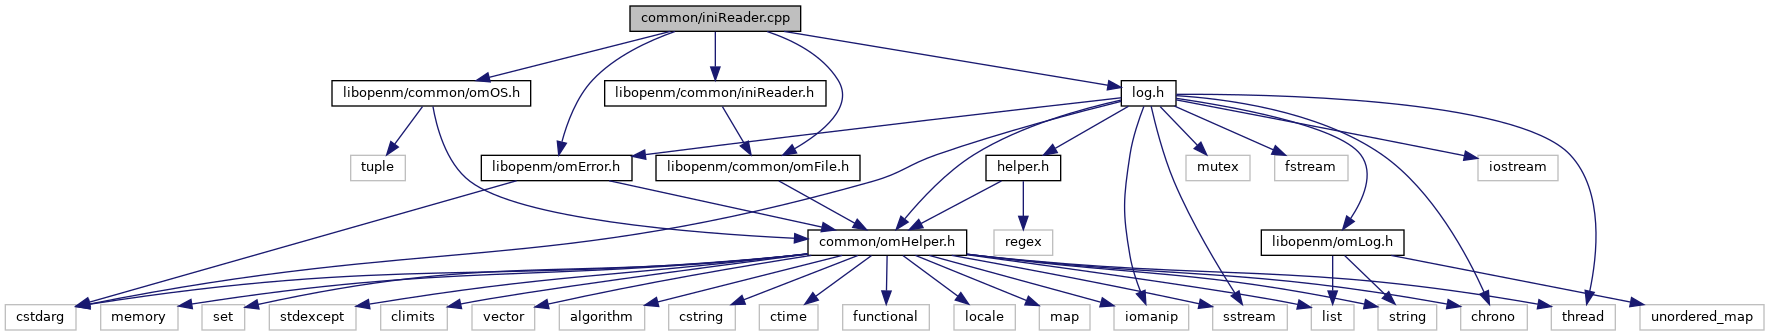 common/iniReader.cpp
libopenm/common/omOS.h
libopenm/common/iniReader.h
log.h
tuple
libopenm/omError.h
libopenm/common/omFile.h
helper.h
mutex
fstream
iostream
common/omHelper.h
regex
libopenm/omLog.h
cstdarg
memory
set
stdexcept
climits
vector
algorithm
cstring
ctime
functional
locale
map
iomanip
sstream
list
string
chrono
thread
unordered_map